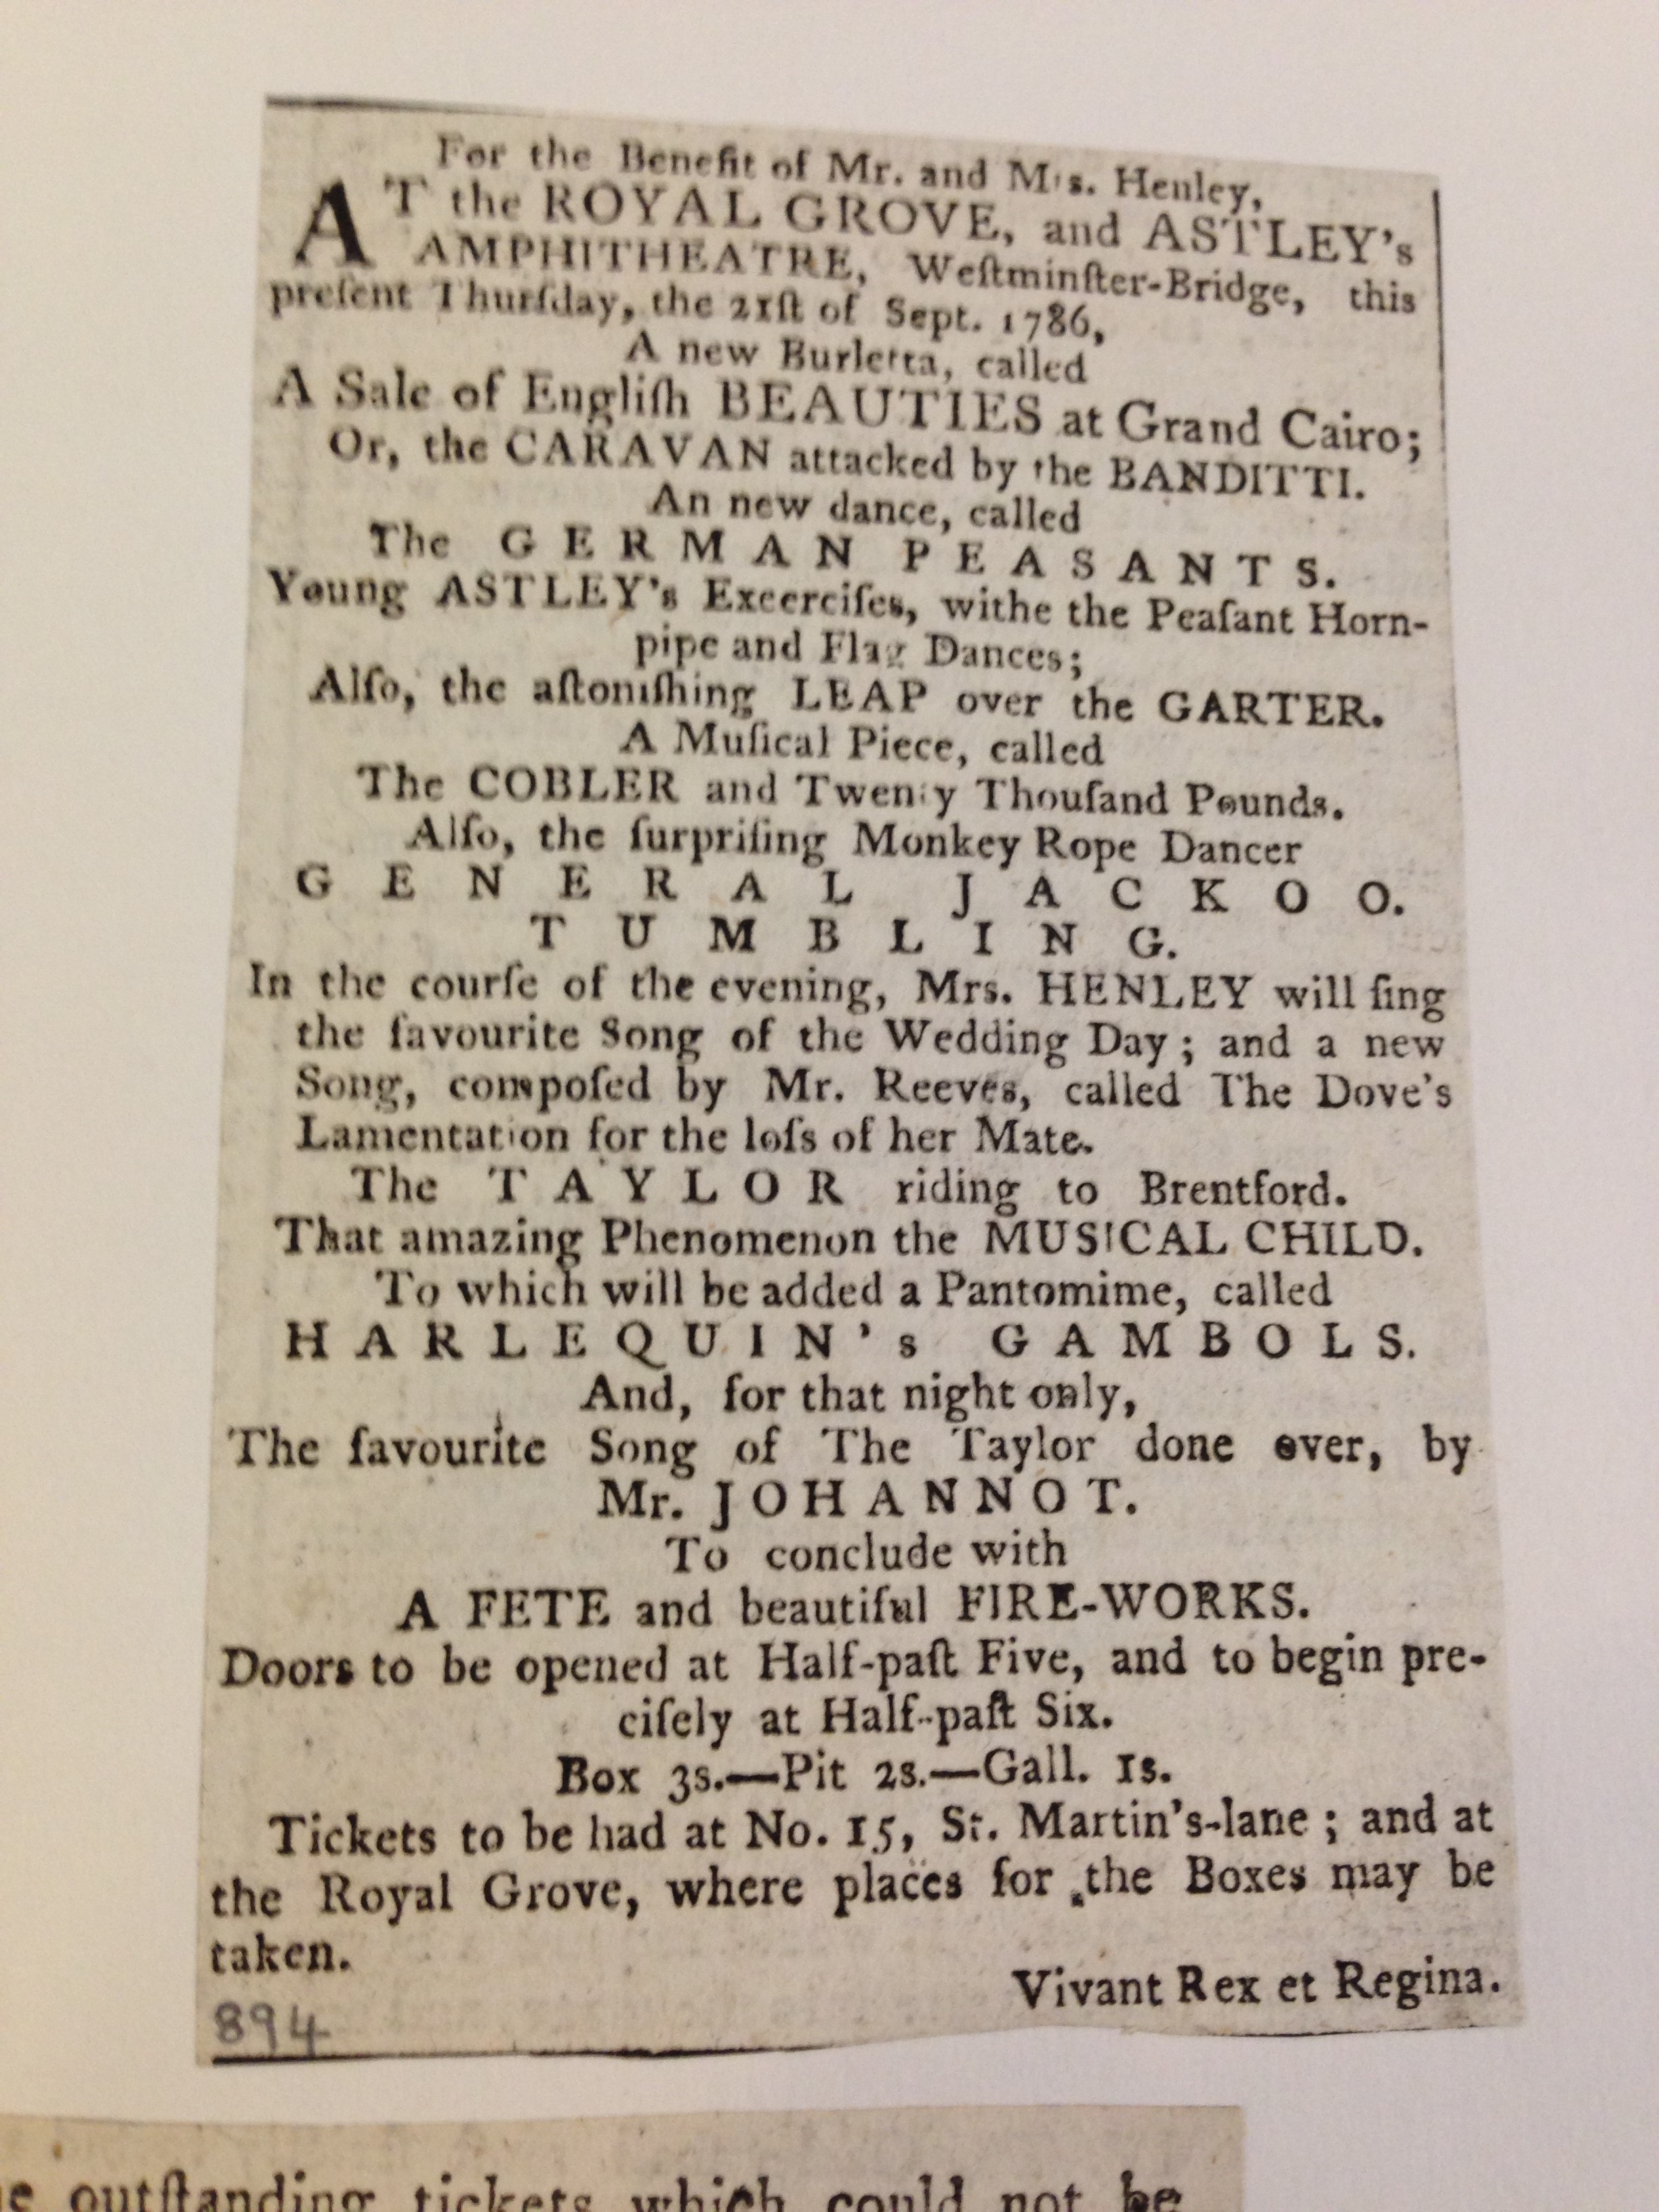 For the Benefit of Mr. and Mrs. Henley,
AT the ROYAL GROVE, and ASTLEY's
AMPHITHEATRE, Weſtminſter-Bridge, this
preſent Thurſday, the 21ſt of Sept. 1786,
A new Burletta, called
A Sale of Engliſh BEAUTIES at Grand Cairo;
Or, the CARAVAN attacked by the BANDITTI.
An new dance, called
The GERMAN PEASANTS.
Young ASTLEY's Exeerciſes, withe the Peaſant Horn-
pipe and Flag Dances;
Alſo, the aſtoniſhing LEAP over the GARTER.
A Muſical Piece, called
The COBLER and Twenty Thouſand Pounds.
Alſo, the ſurpriſing Monkey Rope Dancer
GENERAL JACKOO.
TUMBLING.
In the courſe of the evening, Mrs. HENLEY will ſing
the favourite Song of the Wedding Day; and a new
Song, compoſed by Mr. Reeves, called The Dove's
Lamentation for the loſs of her Mate.
The TAYLOR riding to Brentford.
That amazing Phenomenon the MUSICAL CHILD.
To which will be added a Pantomime, called
HARLEQUIN's GAMBOLS.
And, for that night only,
The favourite Song of The Taylor done over, by
Mr. JOHANNOT.
To conclude with
A FETE and beautiful FIRE-WORKS.
Doors to be opened at Half-paſt Five, and to begin pre-
ciſely at Half-paſt Six.
Box 3s.—Pit 2s.—Gall. 1s.
Tickets to be had at No. 15, St. Martin's-lane; and at
the Royal Grove, where places for the Boxes may be
taken.
Vivant Rex et Regina.
894
outſtanding tickets which could not be